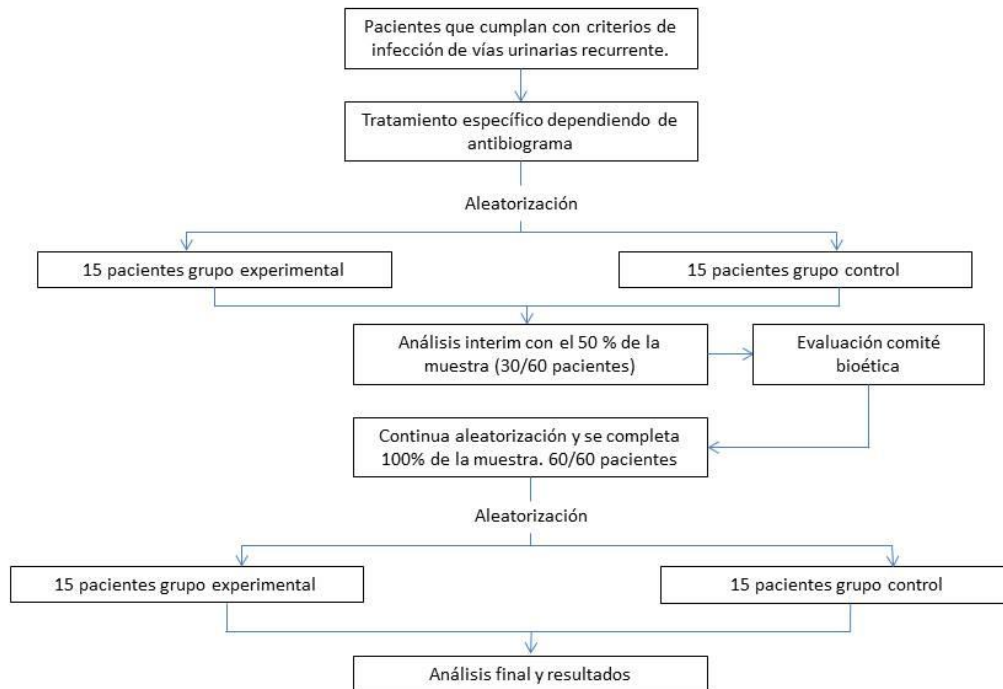 Pacientes que cumplan con criterios de
infección de vías urinarias recurrente.
Tratamiento específico dependiendo de
antibiograma
Aleatorización
15 pacientes grupo experimental
15 pacientes grupo control
Análisis interim con el 50 % de la
muestra (30/60 pacientes)
Evaluación comité
bioética
Continua aleatorización y se completa
100% de la muestra. 60/60 pacientes
Aleatorización
15 pacientes grupo experimental
15 pacientes grupo control
Análisis final y resultados